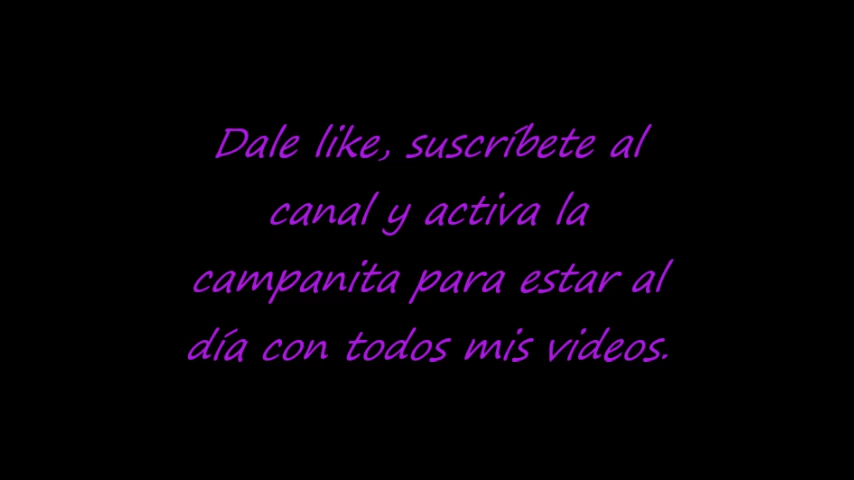 Dale like, suscríbete al
canal y activa la
campanita para estar al
día con todos mis videos.